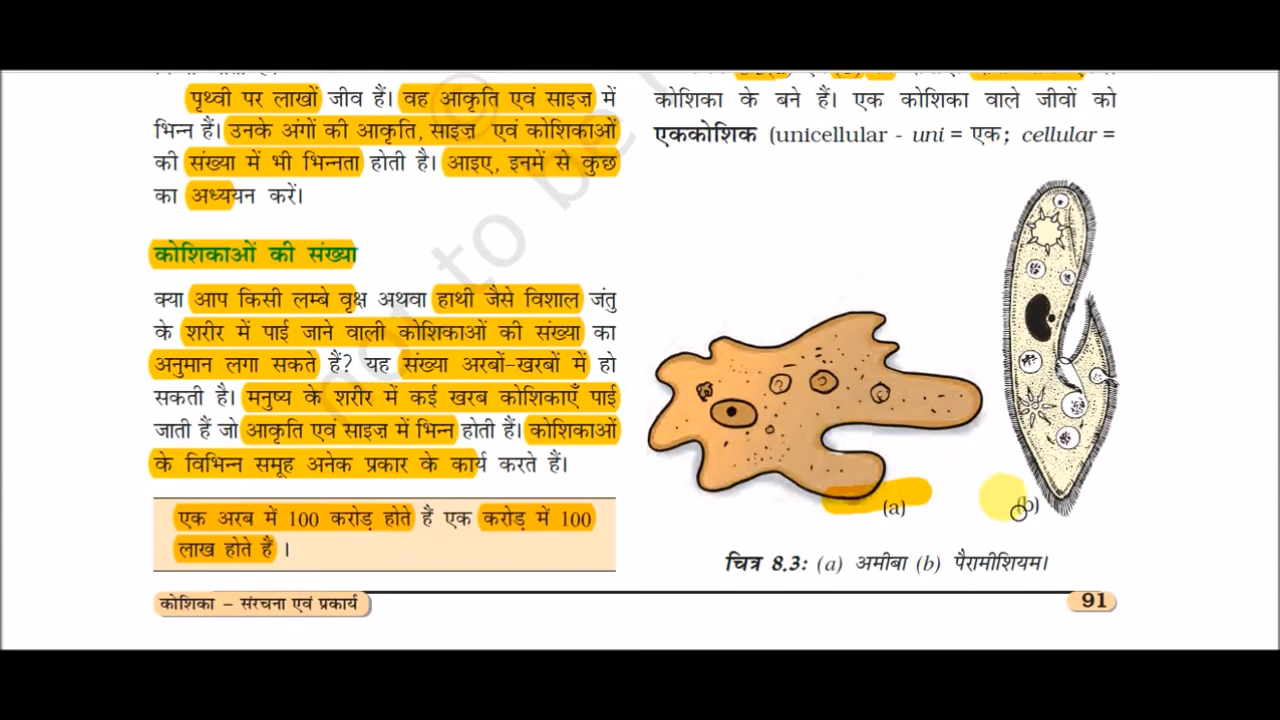 पृथ्वी पर लाखों जीव हैं। वह आकृति एवं साइज़ में
भिन्न हैं। उनके अंगों की आकृति, साइज़ एवं कोशिकाओं
की संख्या में भी भिन्नता होती है। आइए, इनमें से कुछ
का अध्ययन करें।
कोशिकाओं की संख्या
क्या आप किसी लम्बे वृक्ष अथवा हाथी जैसे विशाल जंतु
के शरीर में पाई जाने वाली कोशिकाओं की संख्या का
अनुमान लगा सकते हैं? यह संख्या अरबों-खरबों में हो
सकती है। मनुष्य के शरीर में कई खरब कोशिकाएँ पाई
जाती हैं जो आकृति एवं साइज़ में भिन्न होती हैं। कोशिकाओं
के विभिन्न समूह अनेक प्रकार के कार्य करते हैं।
एक अरब में 100 करोड़ होते हैं एक करोड़ में 100
लाख होते हैं ।
कोशिका – संरचना एवं प्रकार्य
कोशिका के बने हैं। एक कोशिका वाले जीवों को
एककोशिक (unicellular - uni = एक; cellular =
(a)
(b)
चित्र 8.3: (a) अमीबा (b) पैरामीशियम।
91
© not to be r